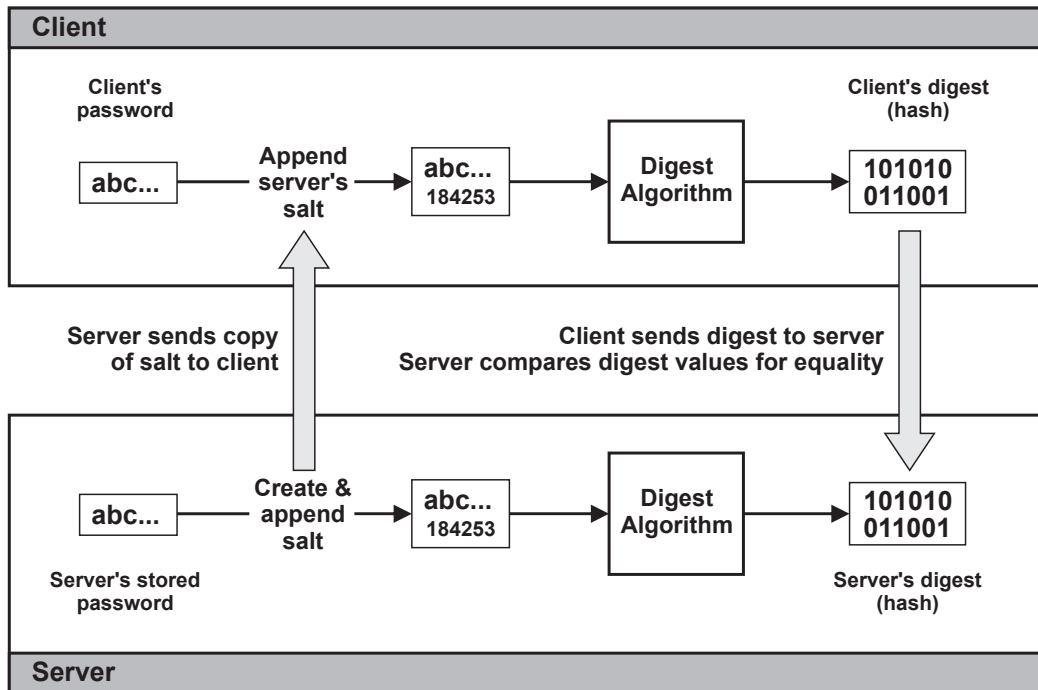 Client
Client's
password
Client's digest
(hash)
abc...
Append
server's
salt
abc...
184253
Digest
Algorithm
101010
011001
Server sends copy
of salt to client
Client sends digest to server
Server compares digest values for equality
abc...
Create &
append
salt
abc...
184253
Digest
Algorithm
101010
011001
Server's stored
password
Server's digest
(hash)
Server